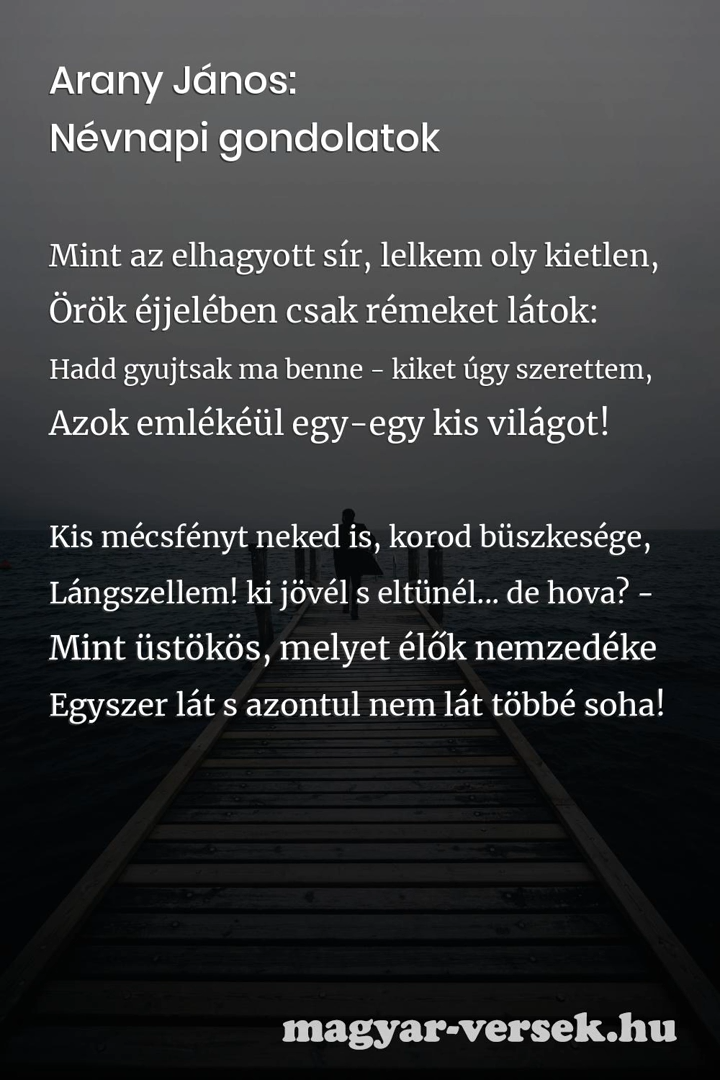 Arany János:
Névnapi gondolatok
Mint az elhagyott sír, lelkem oly kietlen,
Örök éjjelében csak rémeket látok:
Hadd gyujtsak ma benne - kiket úgy szerettem,
Azok emlékéül egy-egy kis világot!
Kis mécsfényt neked is, korod büszkesége,
Lángszellem! ki jövél s eltünél... de hova? -
Mint üstökös, melyet élők nemzedéke
Egyszer lát s azontul nem lát többé soha!
magyar-versek.hu